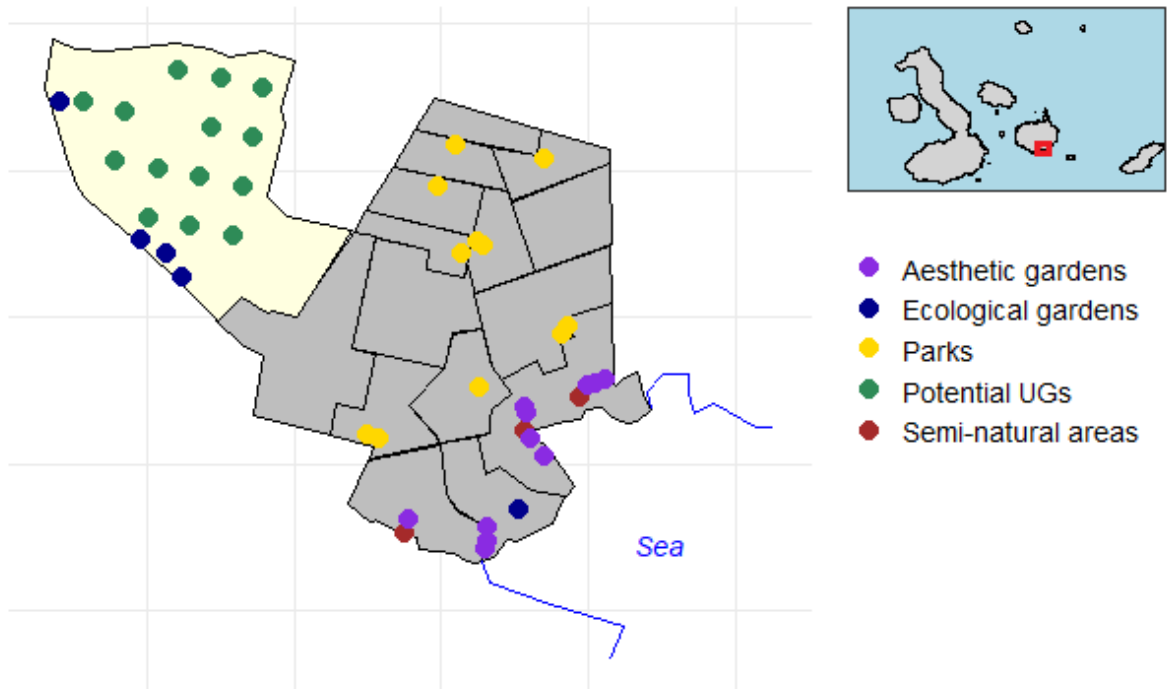 Aesthetic gardens
Ecological gardens
Parks
Potential UGs
Semi-natural areas
Sea